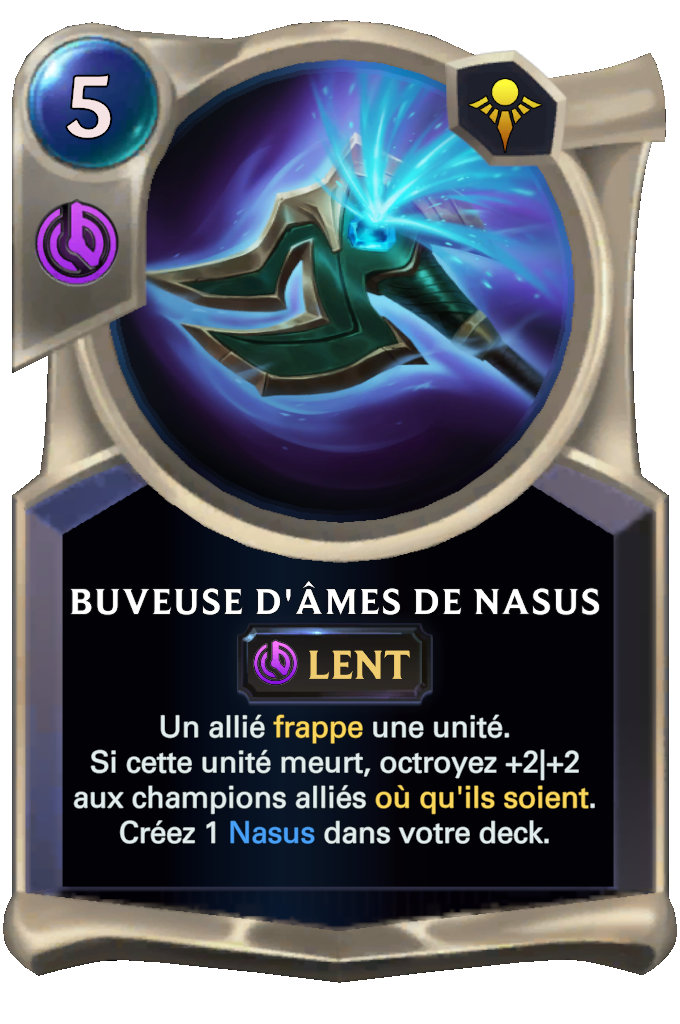 5
BUVEUSE D'ÂMES DE NASUS
LENT
Un allié frappe une unité.
Si cette unité meurt, octroyez +2|+2
aux champions alliés où qu'ils soient.
Créez 1 Nasus dans votre deck.